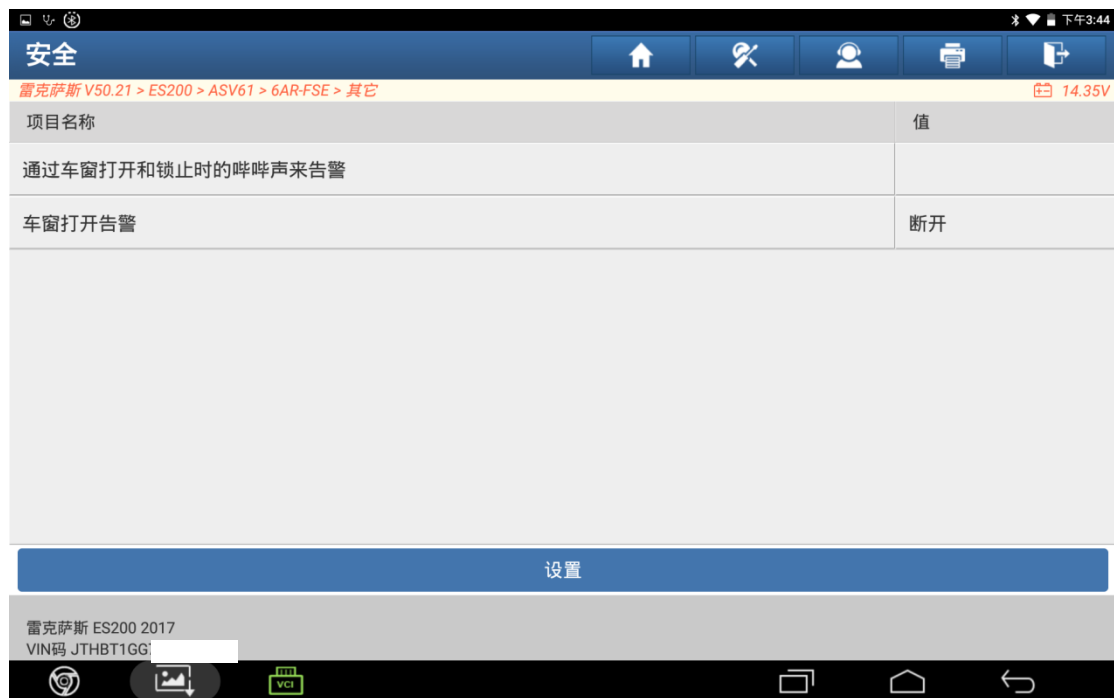 下午3:44
安全
雷克萨斯 V50.21 > ES200 > ASV61 > 6AR-FSE > 其它
14.35V
项目名称 值
通过车窗打开和锁止时的哔哔声来告警
车窗打开告警 断开
设置
雷克萨斯 ES200 2017
VIN码 JTHBT1GG
VCI